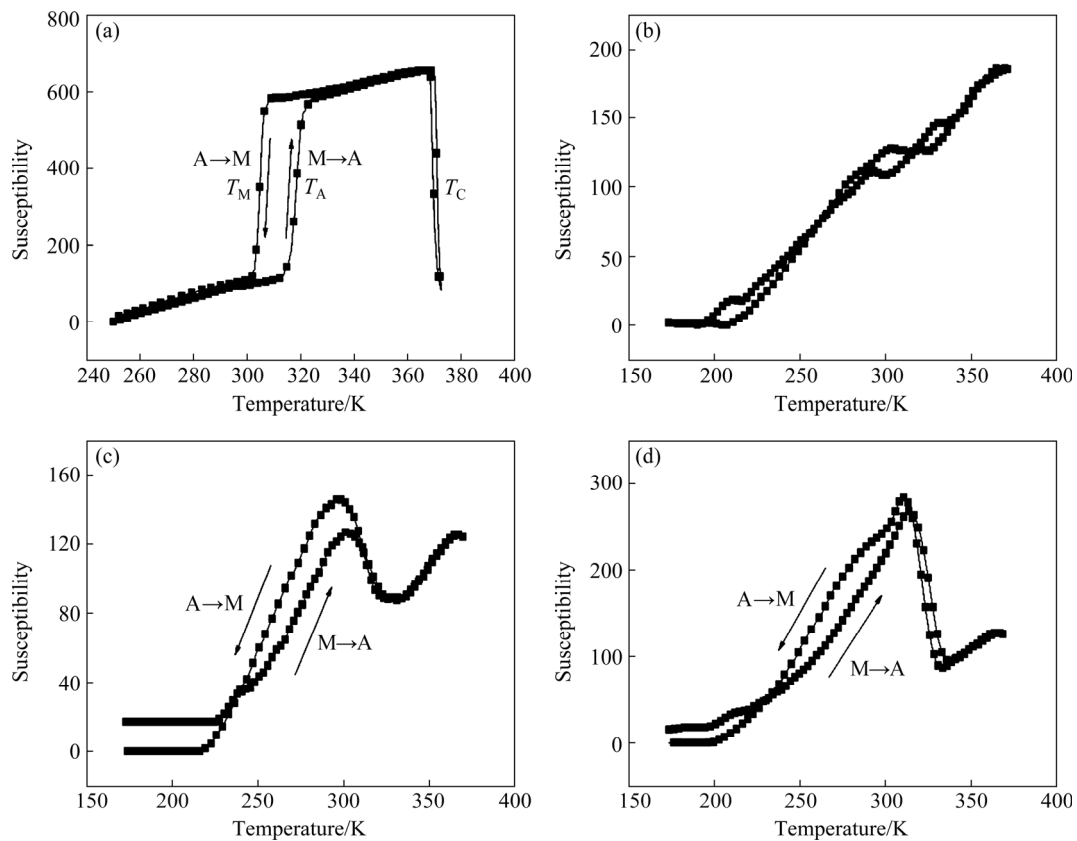 (a)
800
600
400
200
0
Susceptibility
A→M
T_M
M→A
T_A
T_C
240 260 280 300 320 340 360 380 400
Temperature/K
(b)
200
150
100
50
0
Susceptibility
150 200 250 300 350 400
Temperature/K
(c)
160
120
80
40
0
Susceptibility
A→M
M→A
150 200 250 300 350 400
Temperature/K
(d)
300
200
100
0
Susceptibility
A→M
M→A
150 200 250 300 350 400
Temperature/K